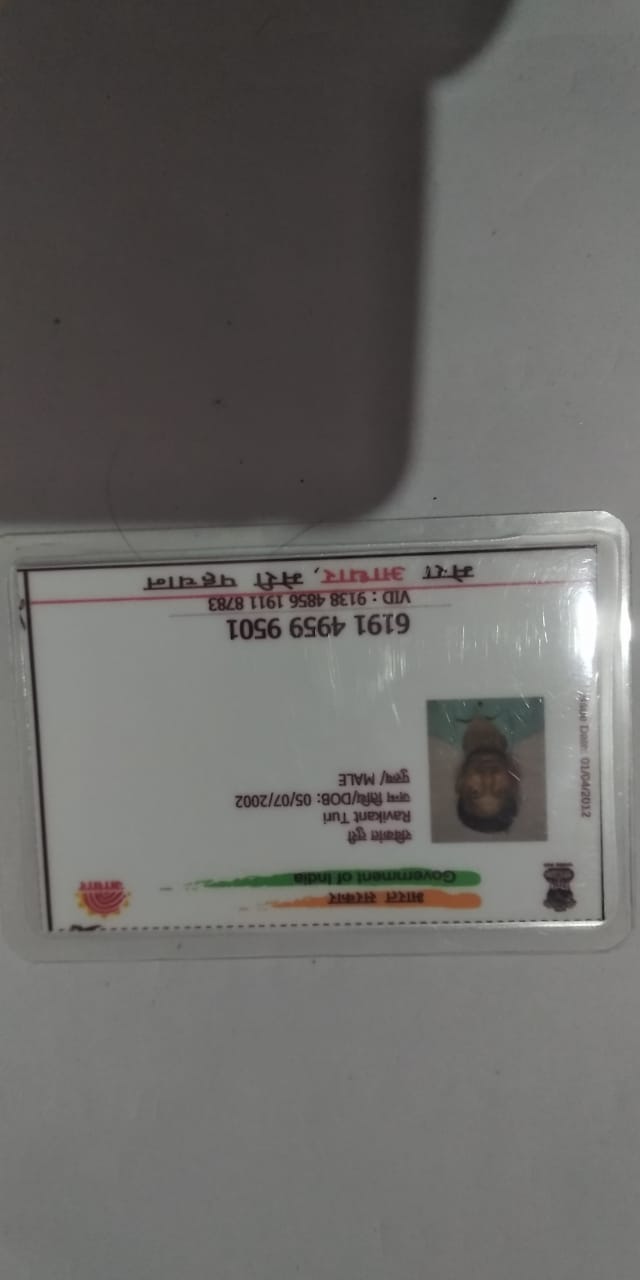 भारत सरकार
Government of India
आधार
रविकांत तुरी
Ravikant Turi
जन्म तिथि/DOB: 05/07/2002
पुरुष/ MALE
Issue Date: 01/04/2012
6191 4959 9501
VID : 9138 4856 1911 8783
मेरा आधार, मेरी पहचान